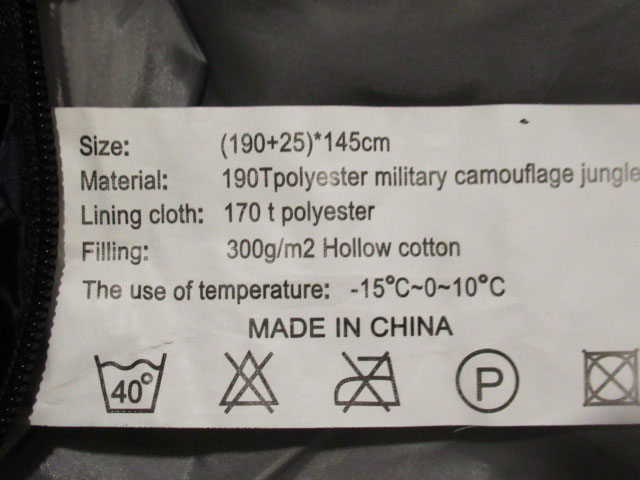 Size: (190+25)*145cm
Material: 190Tpolyester military camouflage jungle
Lining cloth: 170 t polyester
Filling: 300g/m2 Hollow cotton
The use of temperature: -15°C~0~10°C
MADE IN CHINA
40° P